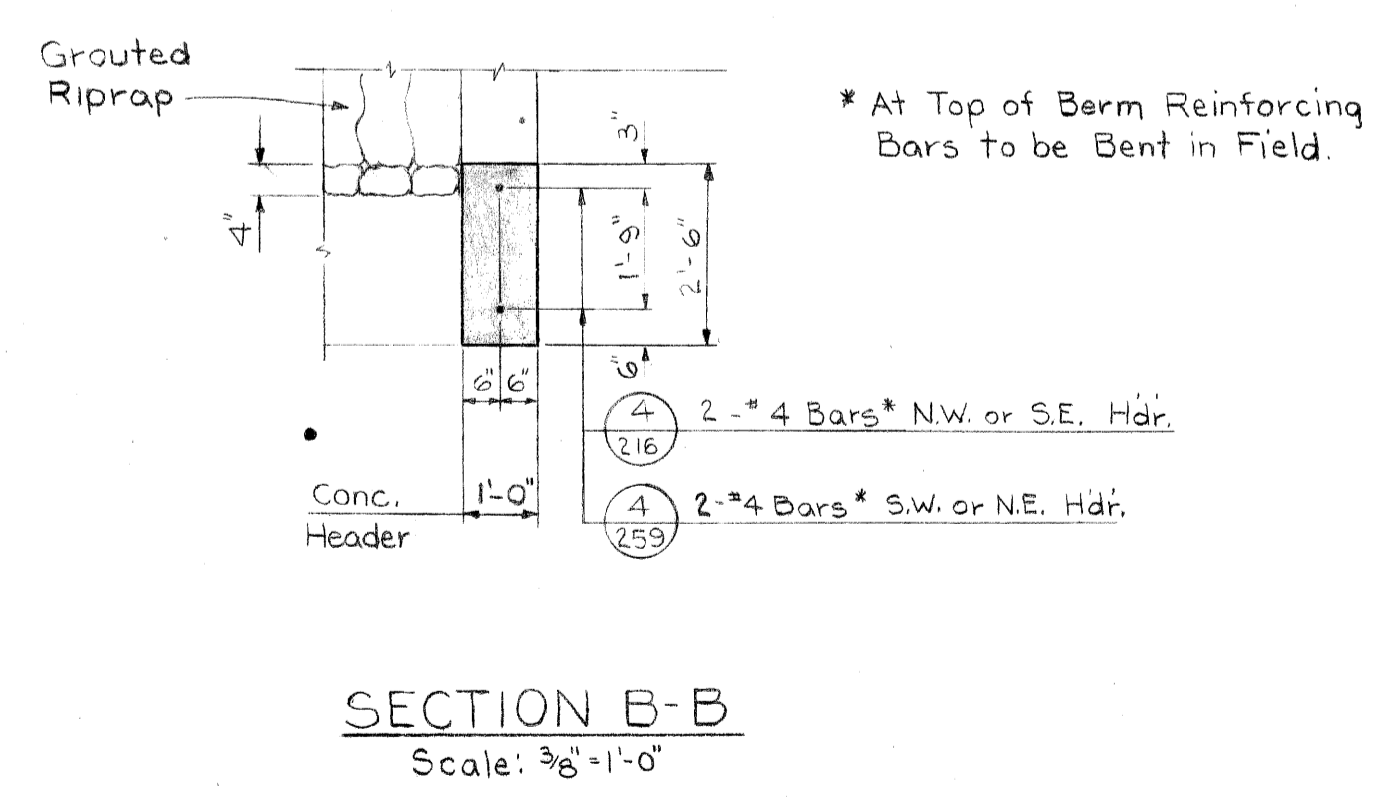 Grouted
Riprap
* At Top of Berm Reinforcing
Bars to be Bent in Field.
3"
4"
1'-9"
2'-6"
6"
6" 6"
4
216
2-#4 Bars* N.W. or S.E. Hdr.
Conc.
Header
1'-0"
4
259
2-#4 Bars* S.W. or N.E. Hdr.
SECTION B-B
Scale: 3/8"=1'-0"